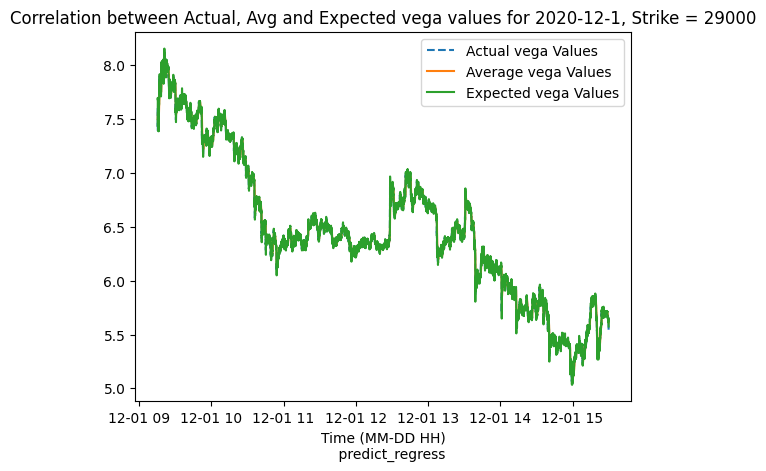 Correlation between Actual, Avg and Expected vega values for 2020-12-1, Strike = 29000
Actual vega Values
Average vega Values
Expected vega Values
8.0
7.5
7.0
6.5
6.0
5.5
5.0
12-01 09 12-01 10 12-01 11 12-01 12 12-01 13 12-01 14 12-01 15
Time (MM-DD HH)
predict_regress